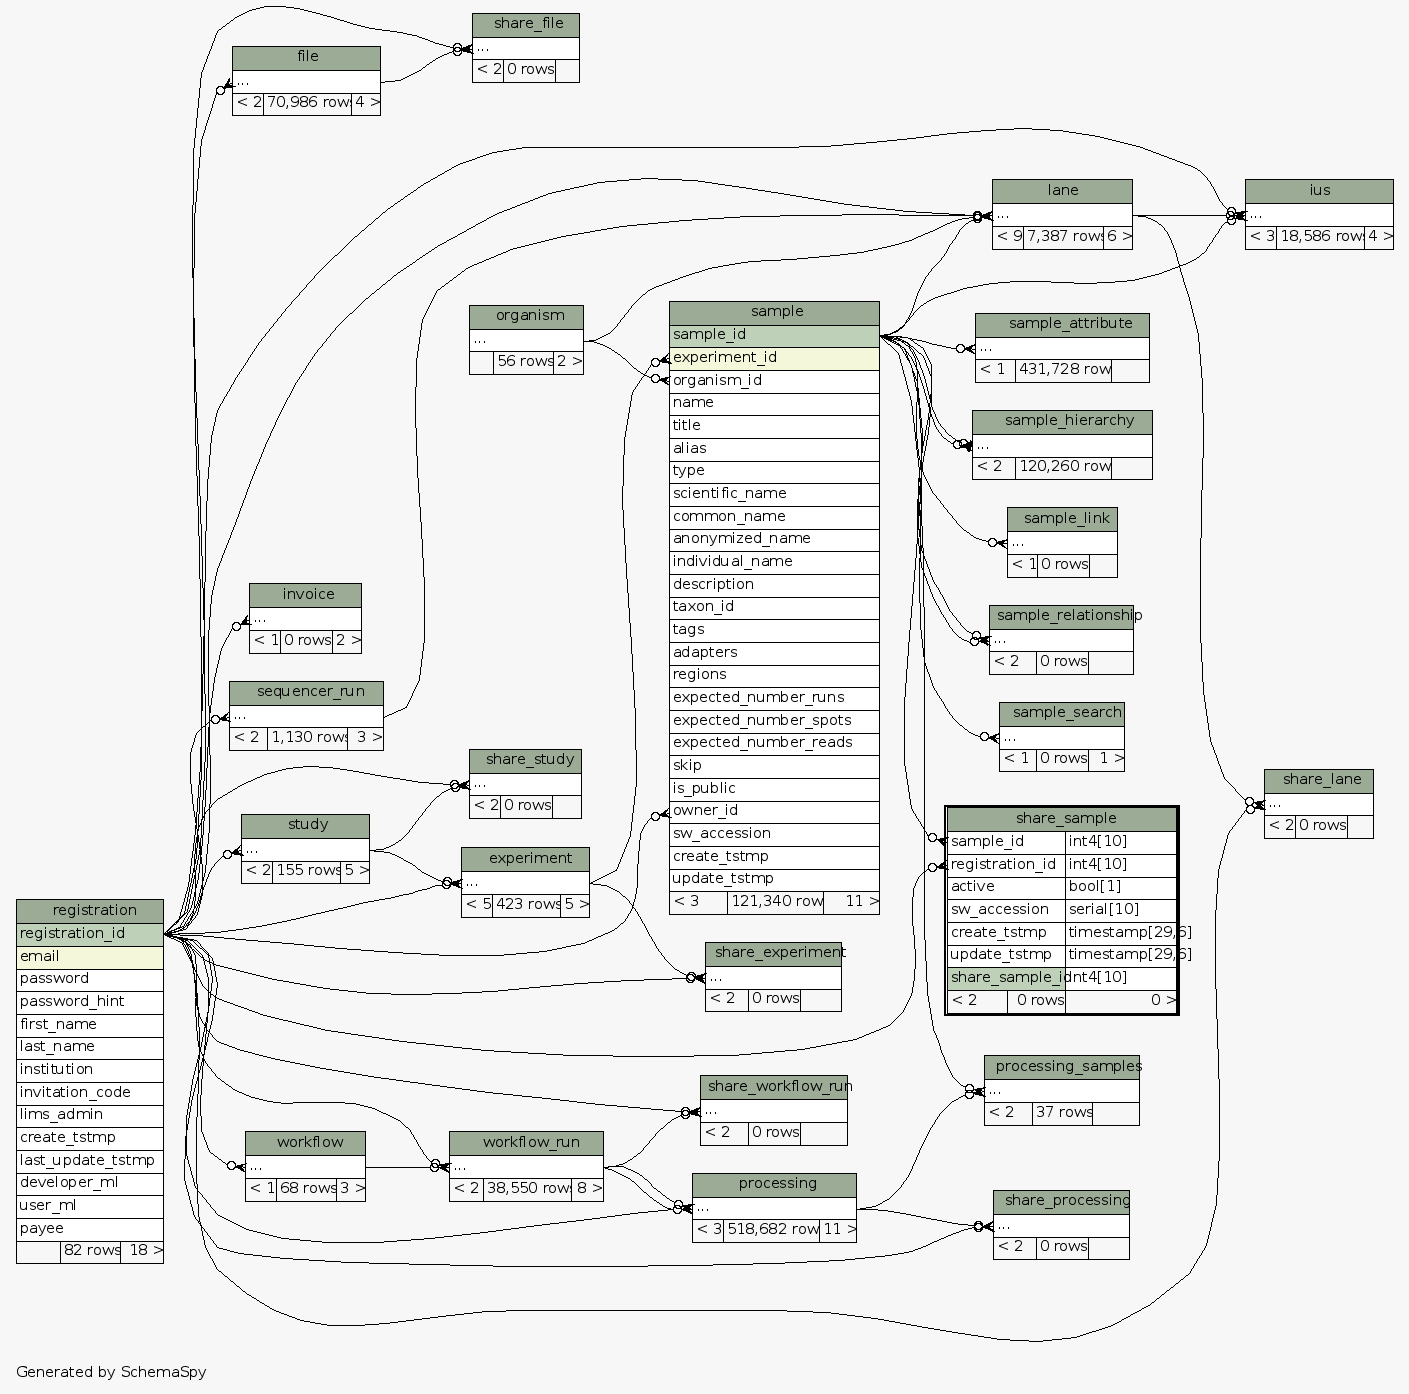 share_file
...
< 2 0 rows
file
...
< 2 70,986 rows 4 >
lane
...
< 9 7,387 rows 6 >
ius
...
< 3 18,586 rows 4 >
organism
...
56 rows 2 >
sample
sample_id
experiment_id
organism_id
name
title
alias
type
scientific_name
common_name
anonymized_name
individual_name
description
taxon_id
tags
adapters
regions
expected_number_runs
expected_number_spots
expected_number_reads
skip
is_public
owner_id
sw_accession
create_tstmp
update_tstmp
< 3 121,340 rows 11 >
sample_attribute
...
< 1 431,728 row
sample_hierarchy
...
< 2 120,260 row
sample_link
...
< 1 0 rows
sample_relationship
...
< 2 0 rows
sample_search
...
< 1 0 rows 1 >
invoice
...
< 1 0 rows 2 >
sequencer_run
...
< 2 1,130 rows 3 >
share_study
...
< 2 0 rows
study
...
< 2 155 rows 5 >
experiment
...
< 5 423 rows 5 >
share_lane
...
< 2 0 rows
share_sample
sample_id int4[10]
registration_id int4[10]
active bool[1]
sw_accession serial[10]
create_tstmp timestamp[29,6]
update_tstmp timestamp[29,6]
share_sample_id int4[10]
< 2 0 rows 0 >
registration
registration_id
email
password
password_hint
first_name
last_name
institution
invitation_code
lims_admin
create_tstmp
last_update_tstmp
developer_ml
user_ml
payee
82 rows 18 >
share_experiment
...
< 2 0 rows
processing_samples
...
< 2 37 rows
share_workflow_run
...
< 2 0 rows
workflow
...
< 1 68 rows 3 >
workflow_run
...
< 2 38,550 rows 8 >
processing
...
< 3 518,682 row 11 >
share_processing
...
< 2 0 rows
Generated by SchemaSpy